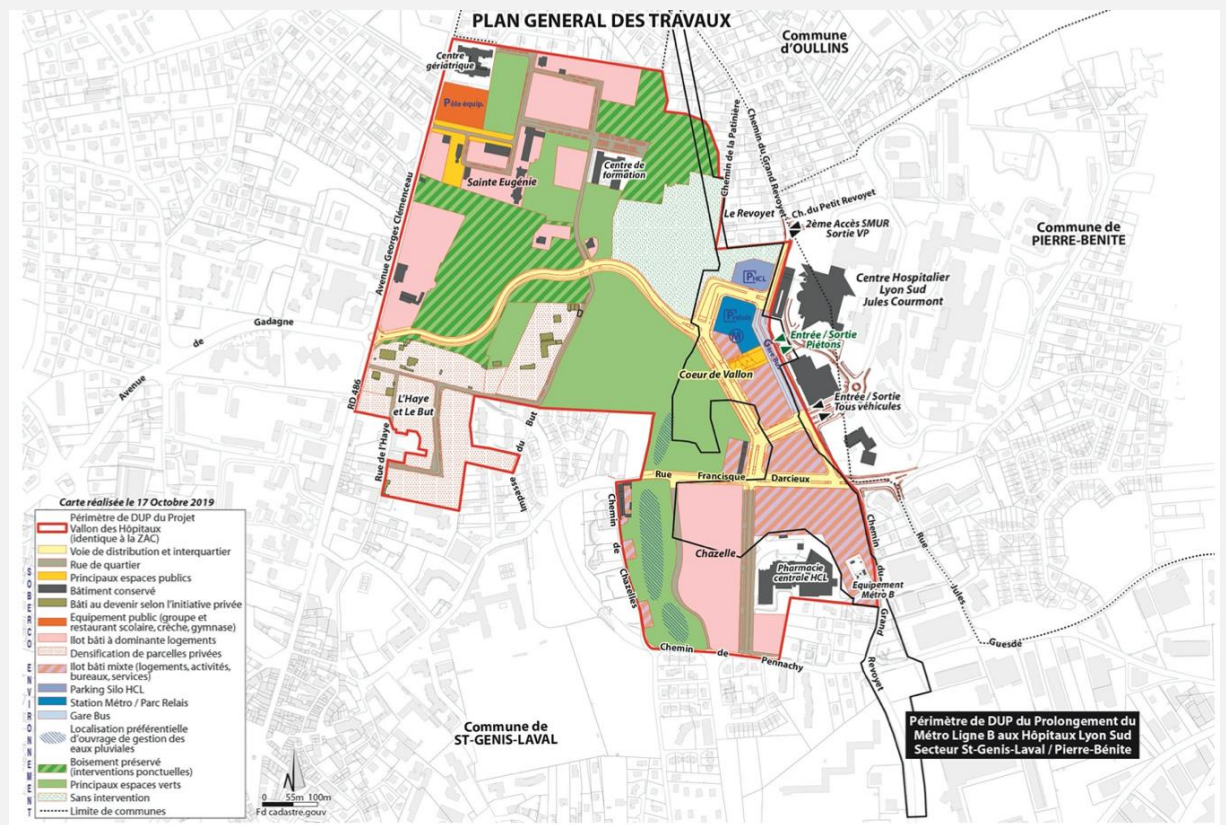 PLAN GENERAL DES TRAVAUX
Commune
d'OULLINS
Centre
gériatrique
Pôle équip.
Chemin de la Patinière
Chemin du Grand Revoyet
Sainte Eugénie
Centre de
formation
Le Revoyet
Ch. du Petit Revoyet
2ème Accès SMUR
Sortie VP
Commune de
PIERRE-BENITE
Avenue Georges Clémenceau
PHCL
Centre Hospitalier
Lyon Sud
Jules Courmont
Prelais
M
Entrée / Sortie
Piétons
Gare Bus
Avenue de Gadagne
Coeur de Vallon
Entrée / Sortie
Tous véhicules
RD 486
L'Haye
et Le But
Rue de l'Haye
Impasse du But
Rue Francisque Darcieux
Chemin de Chazelles
Chazelle
Pharmacie
centrale HCL
Equipement
Métro B
Chemin du Grand Revoyet
Rue Jules Guesde
Chemin de Pennachy
Commune de
ST-GENIS-LAVAL
Périmètre de DUP du Prolongement du
Métro Ligne B aux Hôpitaux Lyon Sud
Secteur St-Genis-Laval / Pierre-Bénite
Carte réalisée le 17 Octobre 2019
Périmètre de DUP du Projet
Vallon des Hôpitaux
(identique à la ZAC)
Voie de distribution et interquartier
Rue de quartier
Principaux espaces publics
Bâtiment conservé
Bâti au devenir selon l'initiative privée
Equipement public (groupe et
restaurant scolaire, crèche, gymnase)
Ilot bâti à dominante logements
Densification de parcelles privées
Ilot bâti mixte (logements, activités,
bureaux, services)
Parking Silo HCL
Station Métro / Parc Relais
Gare Bus
Localisation préférentielle
d'ouvrage de gestion des
eaux pluviales
Boisement préservé
(interventions ponctuelles)
Principaux espaces verts
Sans intervention
Limite de communes
SOBERCO ENVIRONNEMENT
0 55m 100m
Fd cadastre.gouv